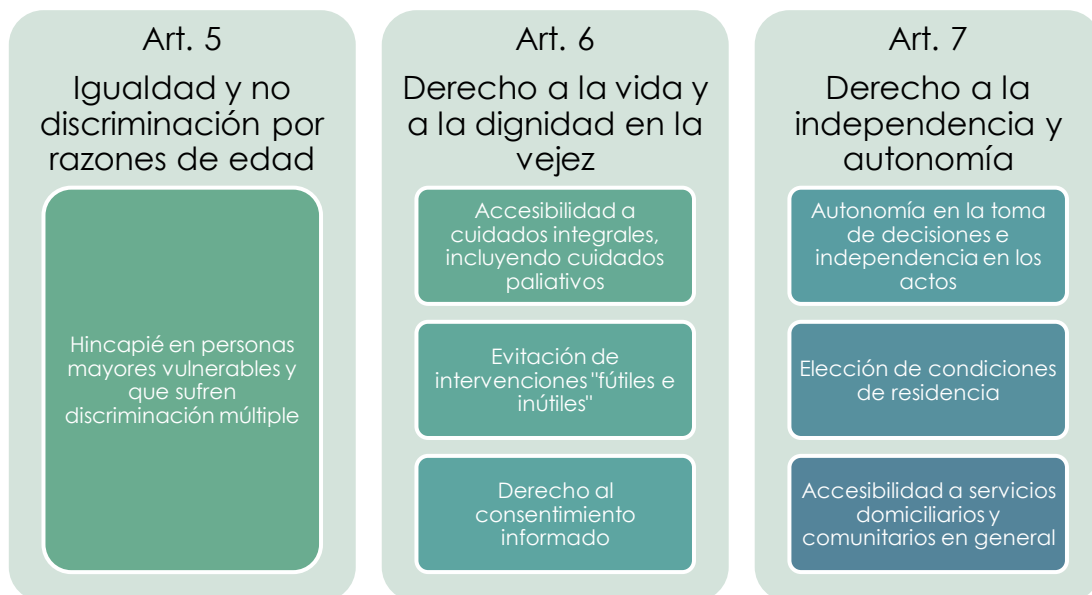 Art. 5
Igualdad y no
discriminación por
razones de edad
Hincapié en personas
mayores vulnerables y
que sufren
discriminación múltiple
Art. 6
Derecho a la vida y
a la dignidad en la
vejez
Accesibilidad a
cuidados integrales,
incluyendo cuidados
paliativos
Evitación de
intervenciones "fútiles e
inútiles"
Derecho al
consentimiento
informado
Art. 7
Derecho a la
independencia y
autonomía
Autonomía en la toma
de decisiones e
independencia en los
actos
Elección de condiciones
de residencia
Accesibilidad a servicios
domiciliarios y
comunitarios en general